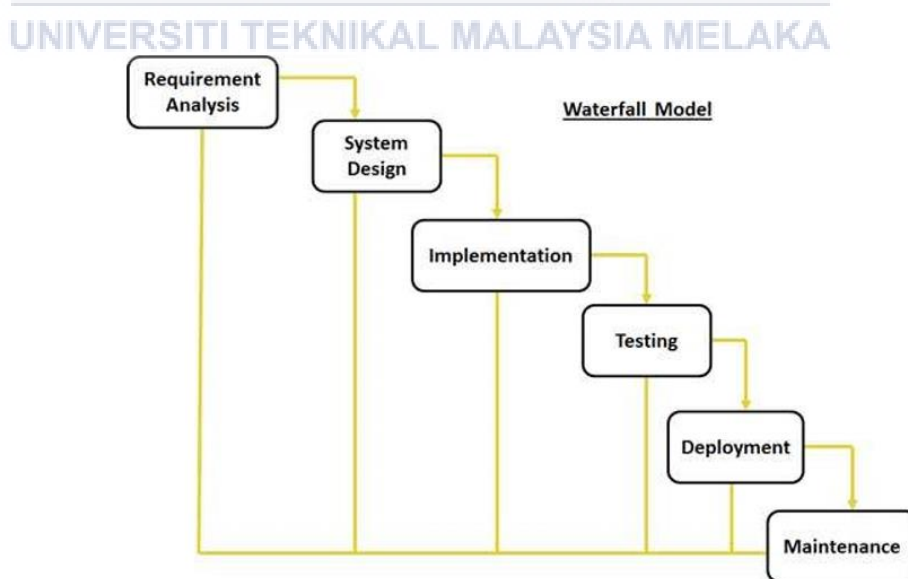 UNIVERSITI TEKNIKAL MALAYSIA MELAKA
Requirement
Analysis
Waterfall Model
System
Design
Implementation
Testing
Deployment
Maintenance